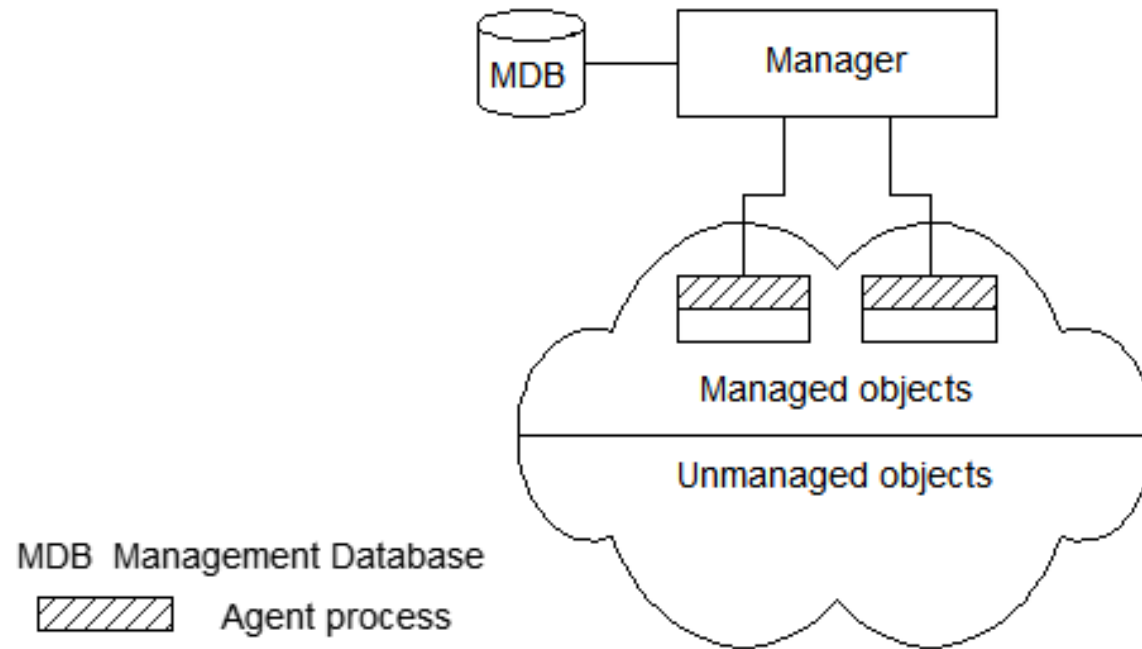 MDB
Manager
Managed objects
Unmanaged objects
MDB Management Database
Agent process